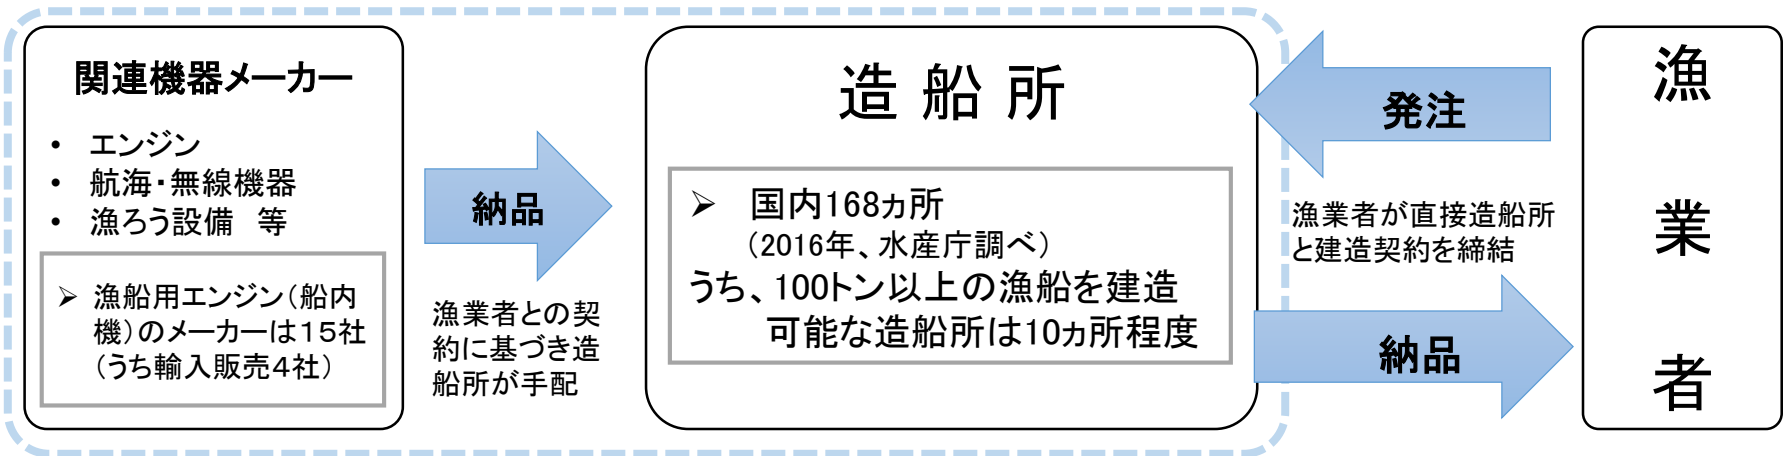 関連機器メーカー
• エンジン
• 航海・無線機器
• 漁ろう設備　等
➢ 漁船用エンジン（船内
機）のメーカーは１５社
（うち輸入販売４社）
納品
漁業者との契
約に基づき造
船所が手配
造船所
➢ 国内168ヵ所
（2016年、水産庁調べ）
うち、100トン以上の漁船を建造
可能な造船所は10ヵ所程度
発注
漁業者が直接造船所
と建造契約を締結
納品
漁業者